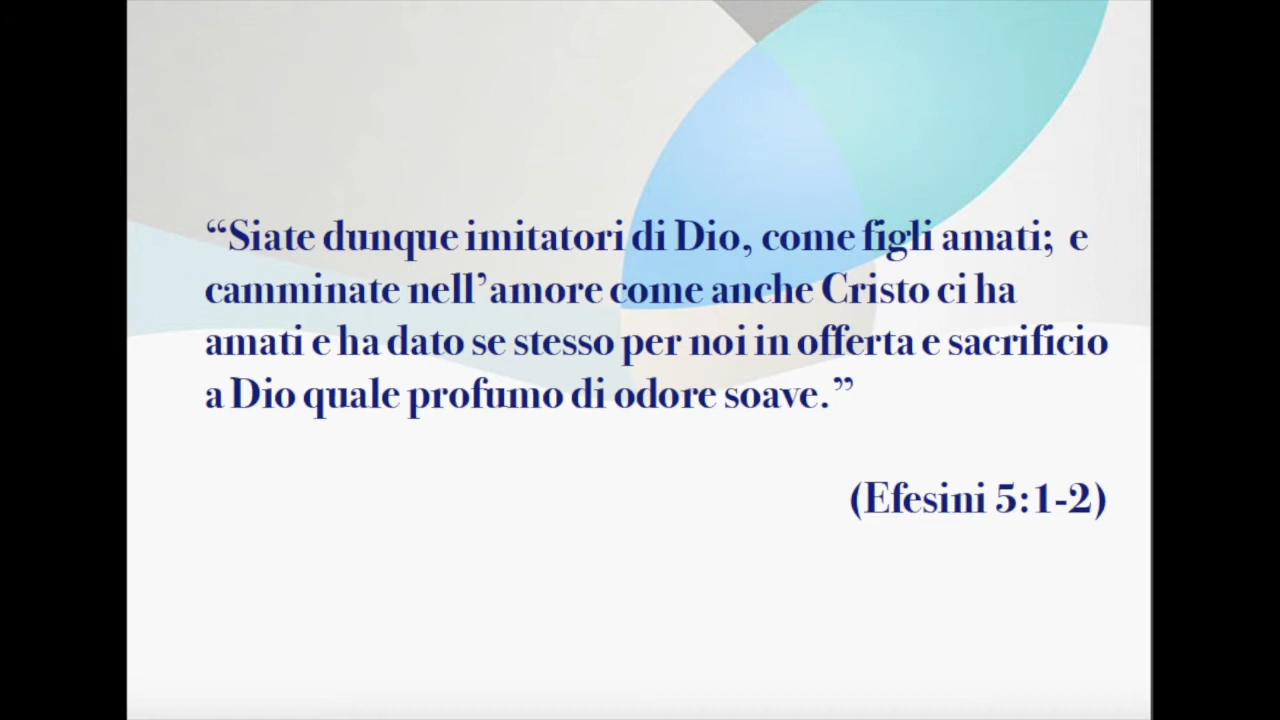 “Siate dunque imitatori di Dio, come figli amati;  e
camminate nell’amore come anche Cristo ci ha
amati e ha dato se stesso per noi in offerta e sacrificio
a Dio quale profumo di odore soave.”
(Efesini 5:1-2)